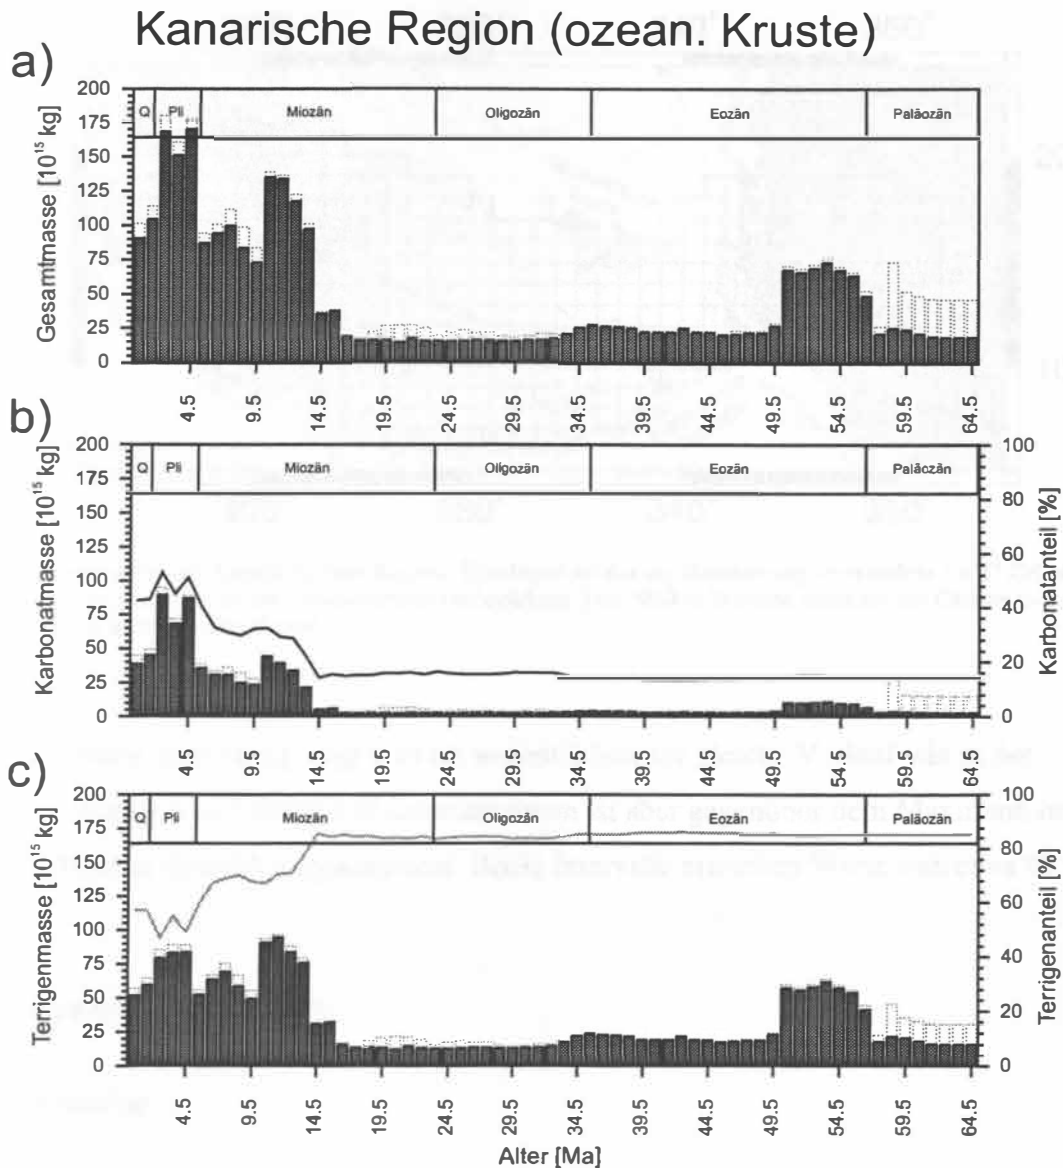 Kanarische Region (ozean. Kruste)
a)
Gesamtmasse [10¹⁵ kg]
200
175
150
125
100
75
50
25
0
Q Pli Miozän Oligozän Eozän Paläozän
4.5 9.5 14.5 19.5 24.5 29.5 34.5 39.5 44.5 49.5 54.5 59.5 64.5
b)
Karbonatmasse [10¹⁵ kg]
200
175
150
125
100
75
50
25
0
Q Pli Miozän Oligozän Eozän Paläozän
100
80
60
40
20
0
Karbonatanteil [%]
4.5 9.5 14.5 19.5 24.5 29.5 34.5 39.5 44.5 49.5 54.5 59.5 64.5
c)
Terrigenmasse [10¹⁵ kg]
200
175
150
125
100
75
50
25
0
Q Pli Miozän Oligozän Eozän Paläozän
100
80
60
40
20
0
Terrigenanteil [%]
4.5 9.5 14.5 19.5 24.5 29.5 34.5 39.5 44.5 49.5 54.5 59.5 64.5
Alter [Ma]